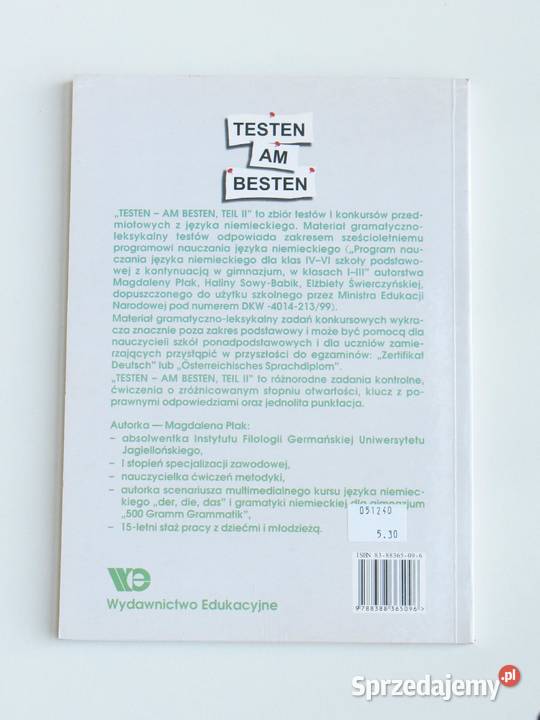 TESTEN
AM
BESTEN
„TESTEN – AM BESTEN, TEIL II" to zbiór testów i konkursów przed-
miotowych z języka niemieckiego. Materiał gramatyczno-
leksykalny testów odpowiada zakresem sześcioletniemu
programowi nauczania języka niemieckiego („Program nau-
czania języka niemieckiego dla klas IV–VI szkoły podstawo-
wej z kontynuacją w gimnazjum, w klasach I–III" autorstwa
Magdaleny Ptak, Haliny Sowy-Babik, Elżbiety Świerczyńskiej,
dopuszczonego do użytku szkolnego przez Ministra Edukacji
Narodowej pod numerem DKW -4014-213/99).
Materiał gramatyczno-leksykalny zadań konkursowych wykra-
cza znacznie poza zakres podstawowy i może być pomocą dla
nauczycieli szkół ponadpodstawowych i dla uczniów zamie-
rzających przystąpić w przyszłości do egzaminów: „Zertifikat
Deutsch" lub „Österreichisches Sprachdiplom".
„TESTEN – AM BESTEN, TEIL II" to różnorodne zadania kontrolne,
ćwiczenia o zróżnicowanym stopniu otwartości, klucz z po-
prawnymi odpowiedziami oraz jednolita punktacja.
Autorka — Magdalena Ptak:
– absolwentka Instytutu Filologii Germańskiej Uniwersytetu
Jagiellońskiego,
– I stopień specjalizacji zawodowej,
– nauczycielka ćwiczeń metodyki,
– autorka scenariusza multimedialnego kursu języka niemiec-
kiego „der, die, das" i gramatyki niemieckiej dla gimnazjum
„500 Gramm Grammatik",
– 15-letni staż pracy z dziećmi i młodzieżą.
051240
5.30
ISBN 83-88365-09-6
9788388365096>
we
Wydawnictwo Edukacyjne
Sprzedajemy.pl